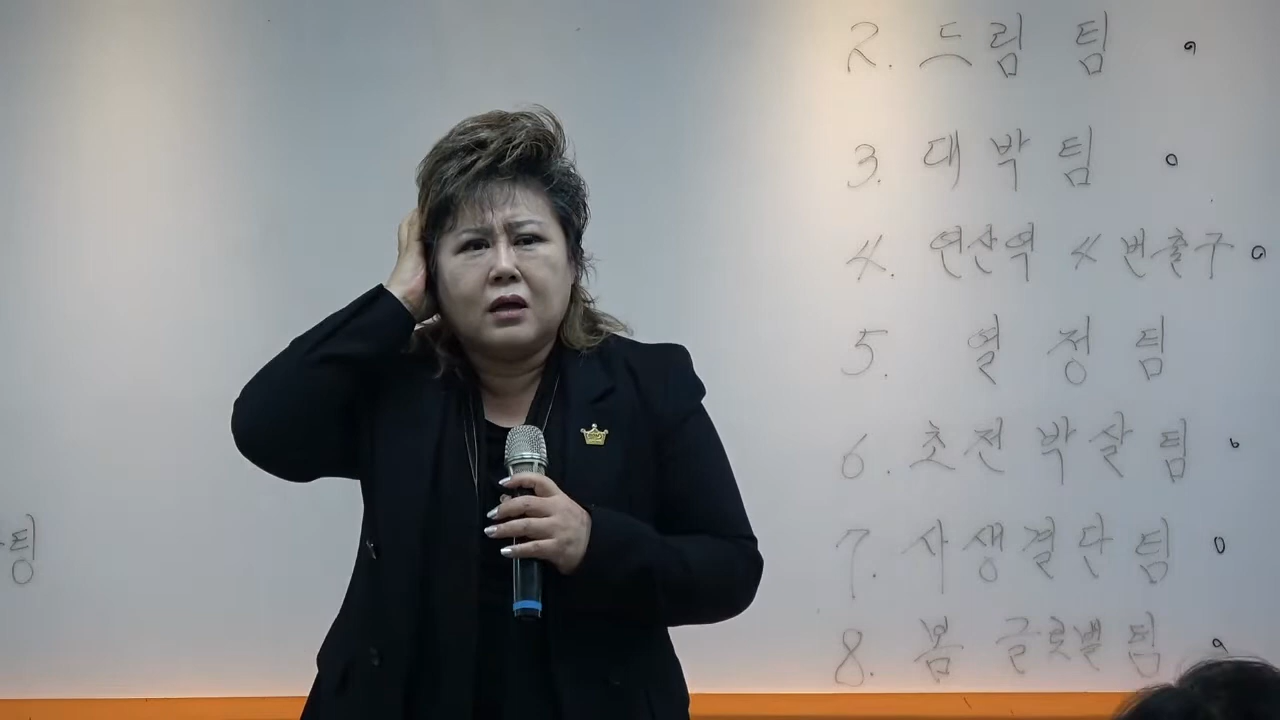 2. 드림 팀
3. 대박팀
4. 연산역 4번출구
5. 열정팀
6. 초전박살팀
7. 사생결단팀
8. 봄 글로벌팀